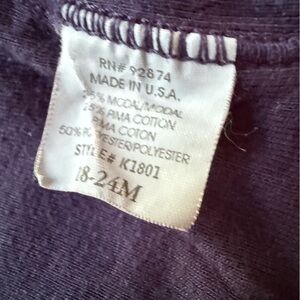 RN# 92874
MADE IN U.S.A.
25% MODAL/MODAL
25% PIMA COTTON
PIMA COTON
50% POLYESTER/POLYESTER
STYLE# K1801
18-24M